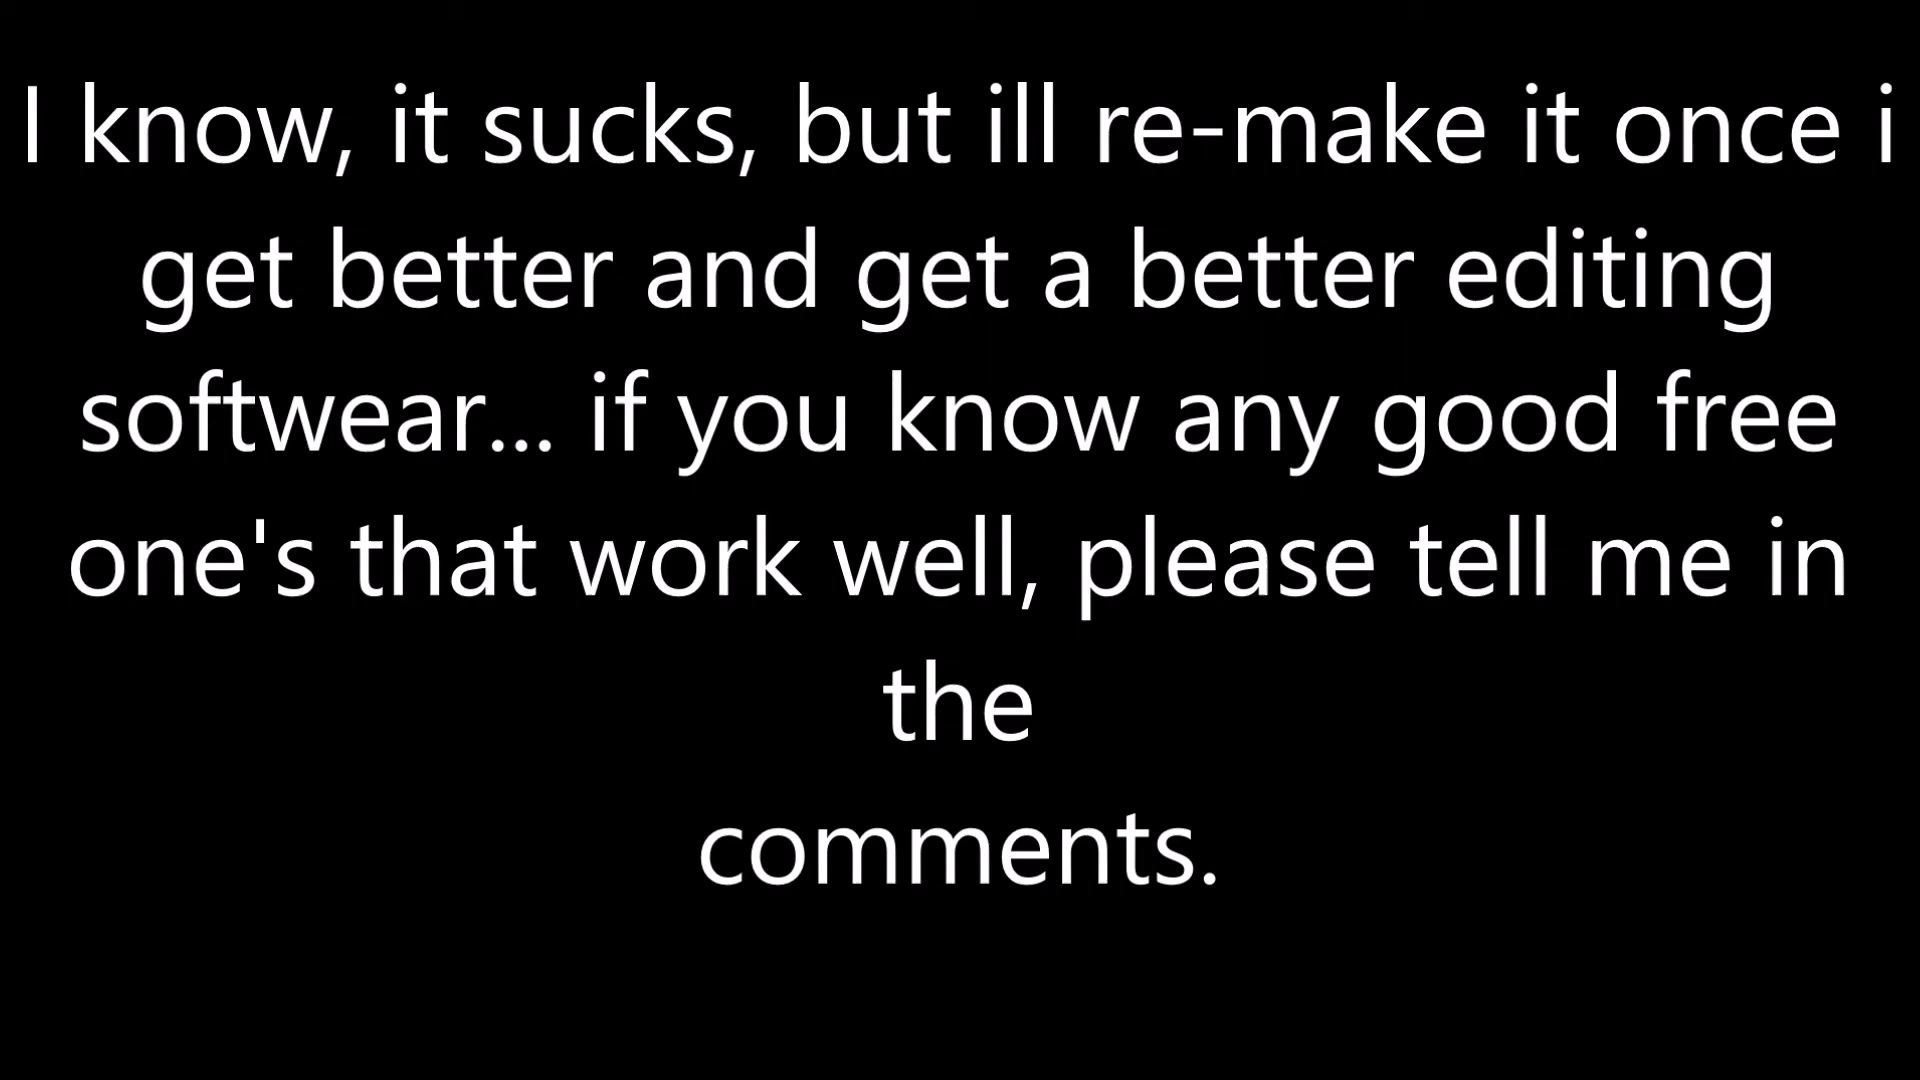 I know, it sucks, but ill re-make it once i
get better and get a better editing
softwear... if you know any good free
one's that work well, please tell me in
the
comments.